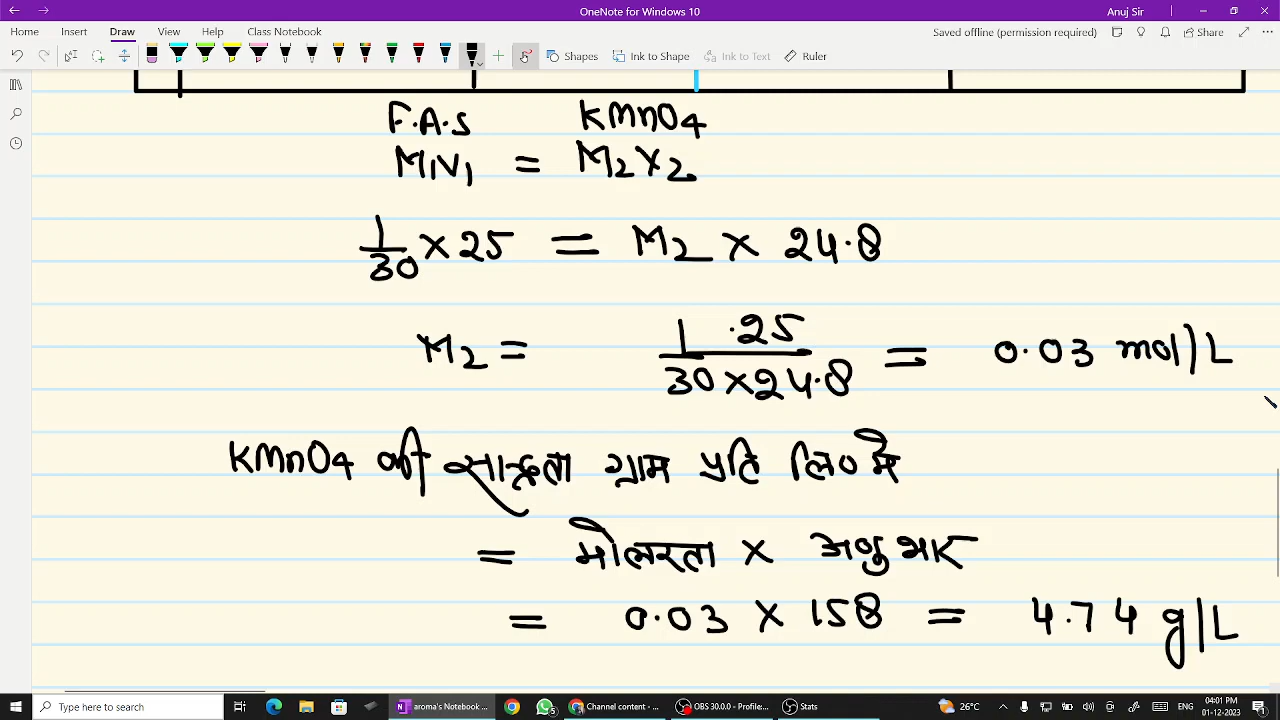 OneNote for Windows 10
Anuj Sir
Home Insert Draw View Help Class Notebook
Saved offline (permission required)
Share
Shapes Ink to Shape Ink to Text Ruler
F.A.S KMnO4
M1V1 = M2V2
1/30 × 25 = M2 × 24.8
M2 = 1 .25 / 30 × 24.8 = 0.03 mol/L
KMnO4 की सान्द्रता ग्राम प्रति लि० में
= मोलरता × अणुभार
= 0.03 × 158 = 4.74 g/L
Type here to search
aroma's Notebook ...
Channel content - ...
OBS 30.0.0 - Profile:...
Stats
26°C
ENG
04:01 PM
01-12-2023